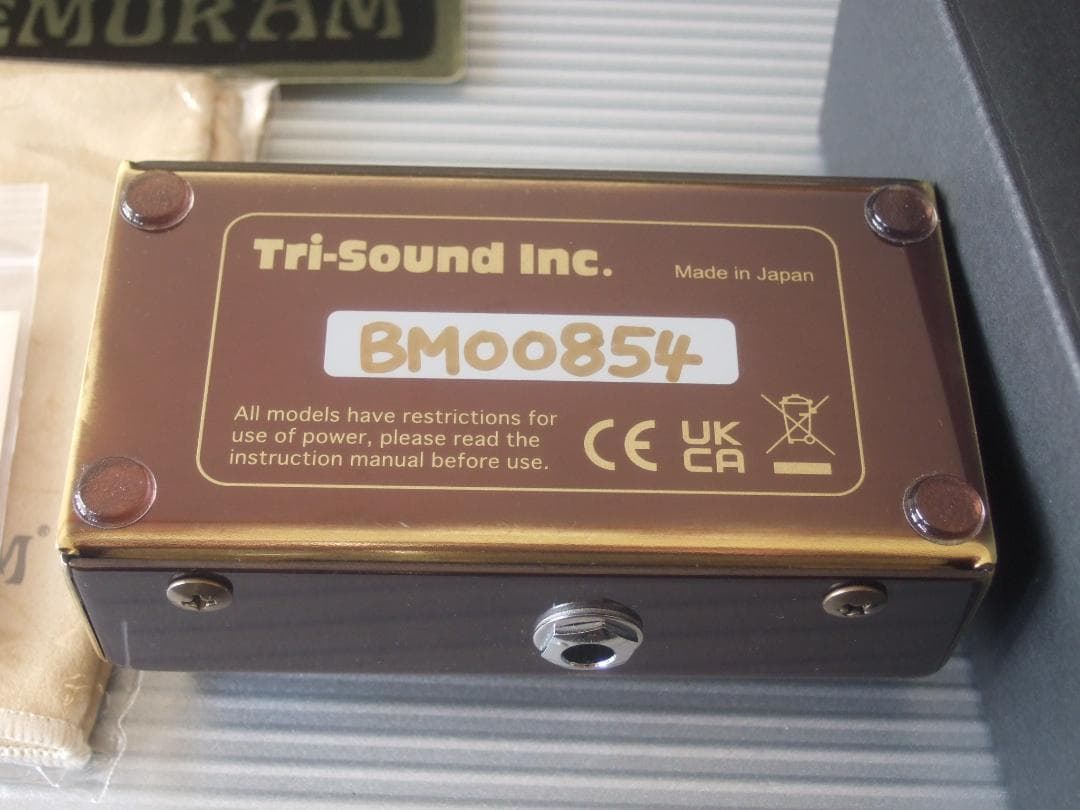 EMURAM
Tri-Sound Inc.
Made in Japan
BM00854
All models have restrictions for
use of power, please read the
instruction manual before use.
CE
UK
CA
M®